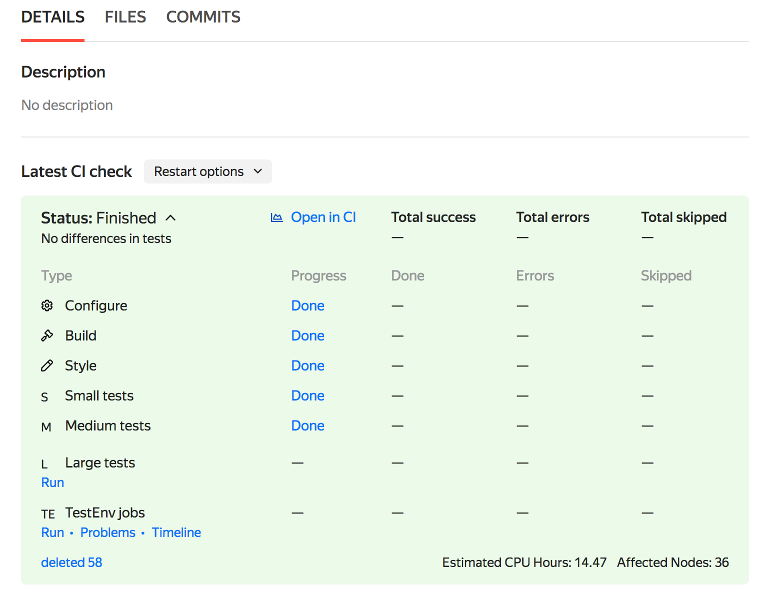 DETAILS FILES COMMITS
Description
No description
Latest CI check Restart options
Status: Finished Open in CI Total success Total errors Total skipped
No differences in tests — — —
Type Progress Done Errors Skipped
Configure Done — — —
Build Done — — —
Style Done — — —
S Small tests Done — — —
M Medium tests Done — — —
L Large tests — — — —
Run
TE TestEnv jobs — — — —
Run • Problems • Timeline
deleted 58 Estimated CPU Hours: 14.47 Affected Nodes: 36